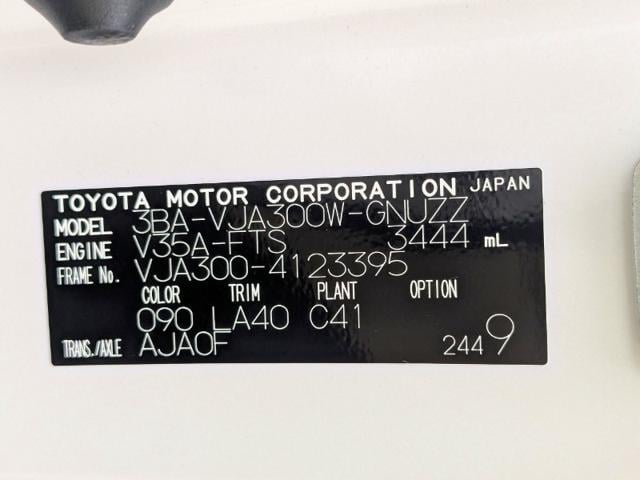 TOYOTA MOTOR CORPORATION JAPAN
MODEL 3BA-VJA300W-GNUZZ
ENGINE V35A-FTS 3444 mL
FRAME No. VJA300-4123395
COLOR TRIM PLANT OPTION
090 LA40 C41
TRANS./AXLE AJA0F 2449